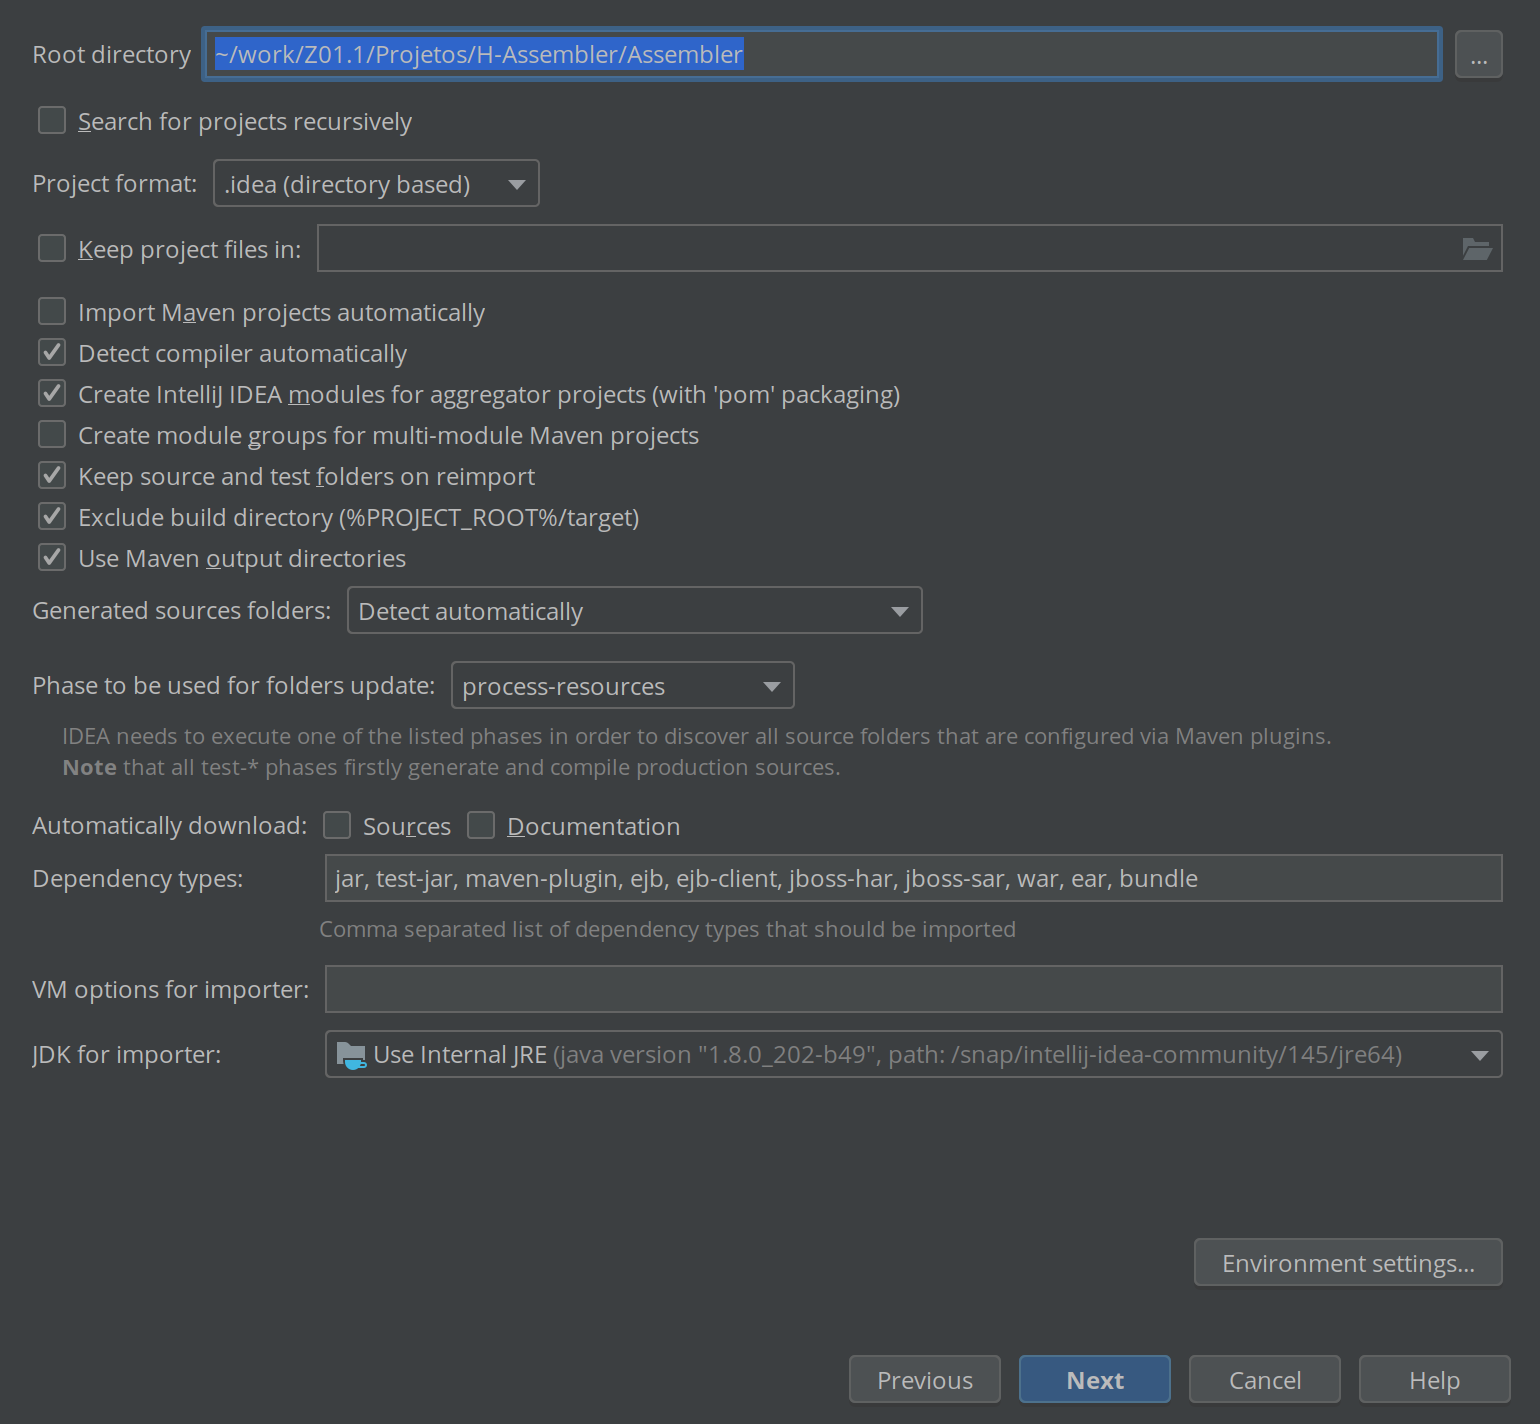 Root directory ~/work/Z01.1/Projetos/H-Assembler/Assembler ...
Search for projects recursively
Project format: .idea (directory based)
Keep project files in:
Import Maven projects automatically
Detect compiler automatically
Create IntelliJ IDEA modules for aggregator projects (with 'pom' packaging)
Create module groups for multi-module Maven projects
Keep source and test folders on reimport
Exclude build directory (%PROJECT_ROOT%/target)
Use Maven output directories
Generated sources folders: Detect automatically
Phase to be used for folders update: process-resources
IDEA needs to execute one of the listed phases in order to discover all source folders that are configured via Maven plugins.
Note that all test-* phases firstly generate and compile production sources.
Automatically download: Sources Documentation
Dependency types: jar, test-jar, maven-plugin, ejb, ejb-client, jboss-har, jboss-sar, war, ear, bundle
Comma separated list of dependency types that should be imported
VM options for importer:
JDK for importer: Use Internal JRE (java version "1.8.0_202-b49", path: /snap/intellij-idea-community/145/jre64)
Environment settings...
Previous Next Cancel Help